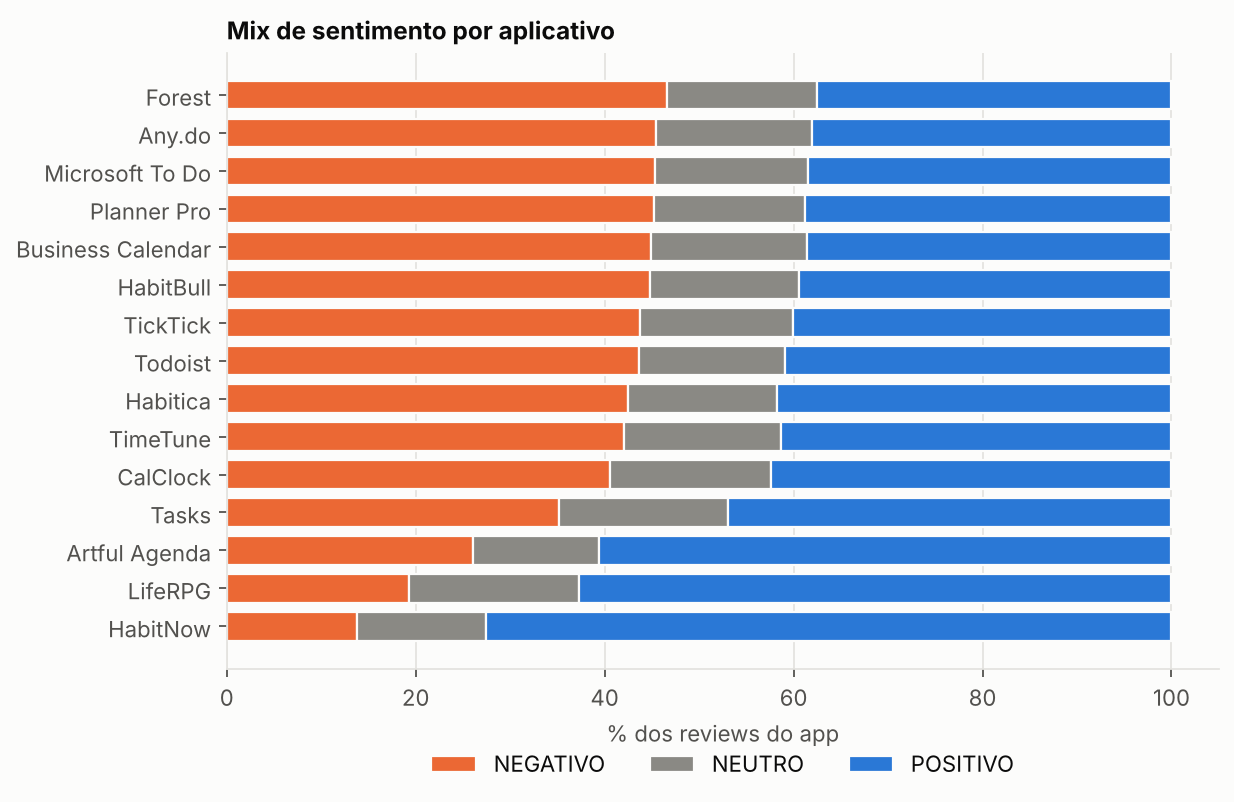 Mix de sentimento por aplicativo
Forest
Any.do
Microsoft To Do
Planner Pro
Business Calendar
HabitBull
TickTick
Todoist
Habitica
TimeTune
CalClock
Tasks
Artful Agenda
LifeRPG
HabitNow
0 20 40 60 80 100
% dos reviews do app
NEGATIVO NEUTRO POSITIVO